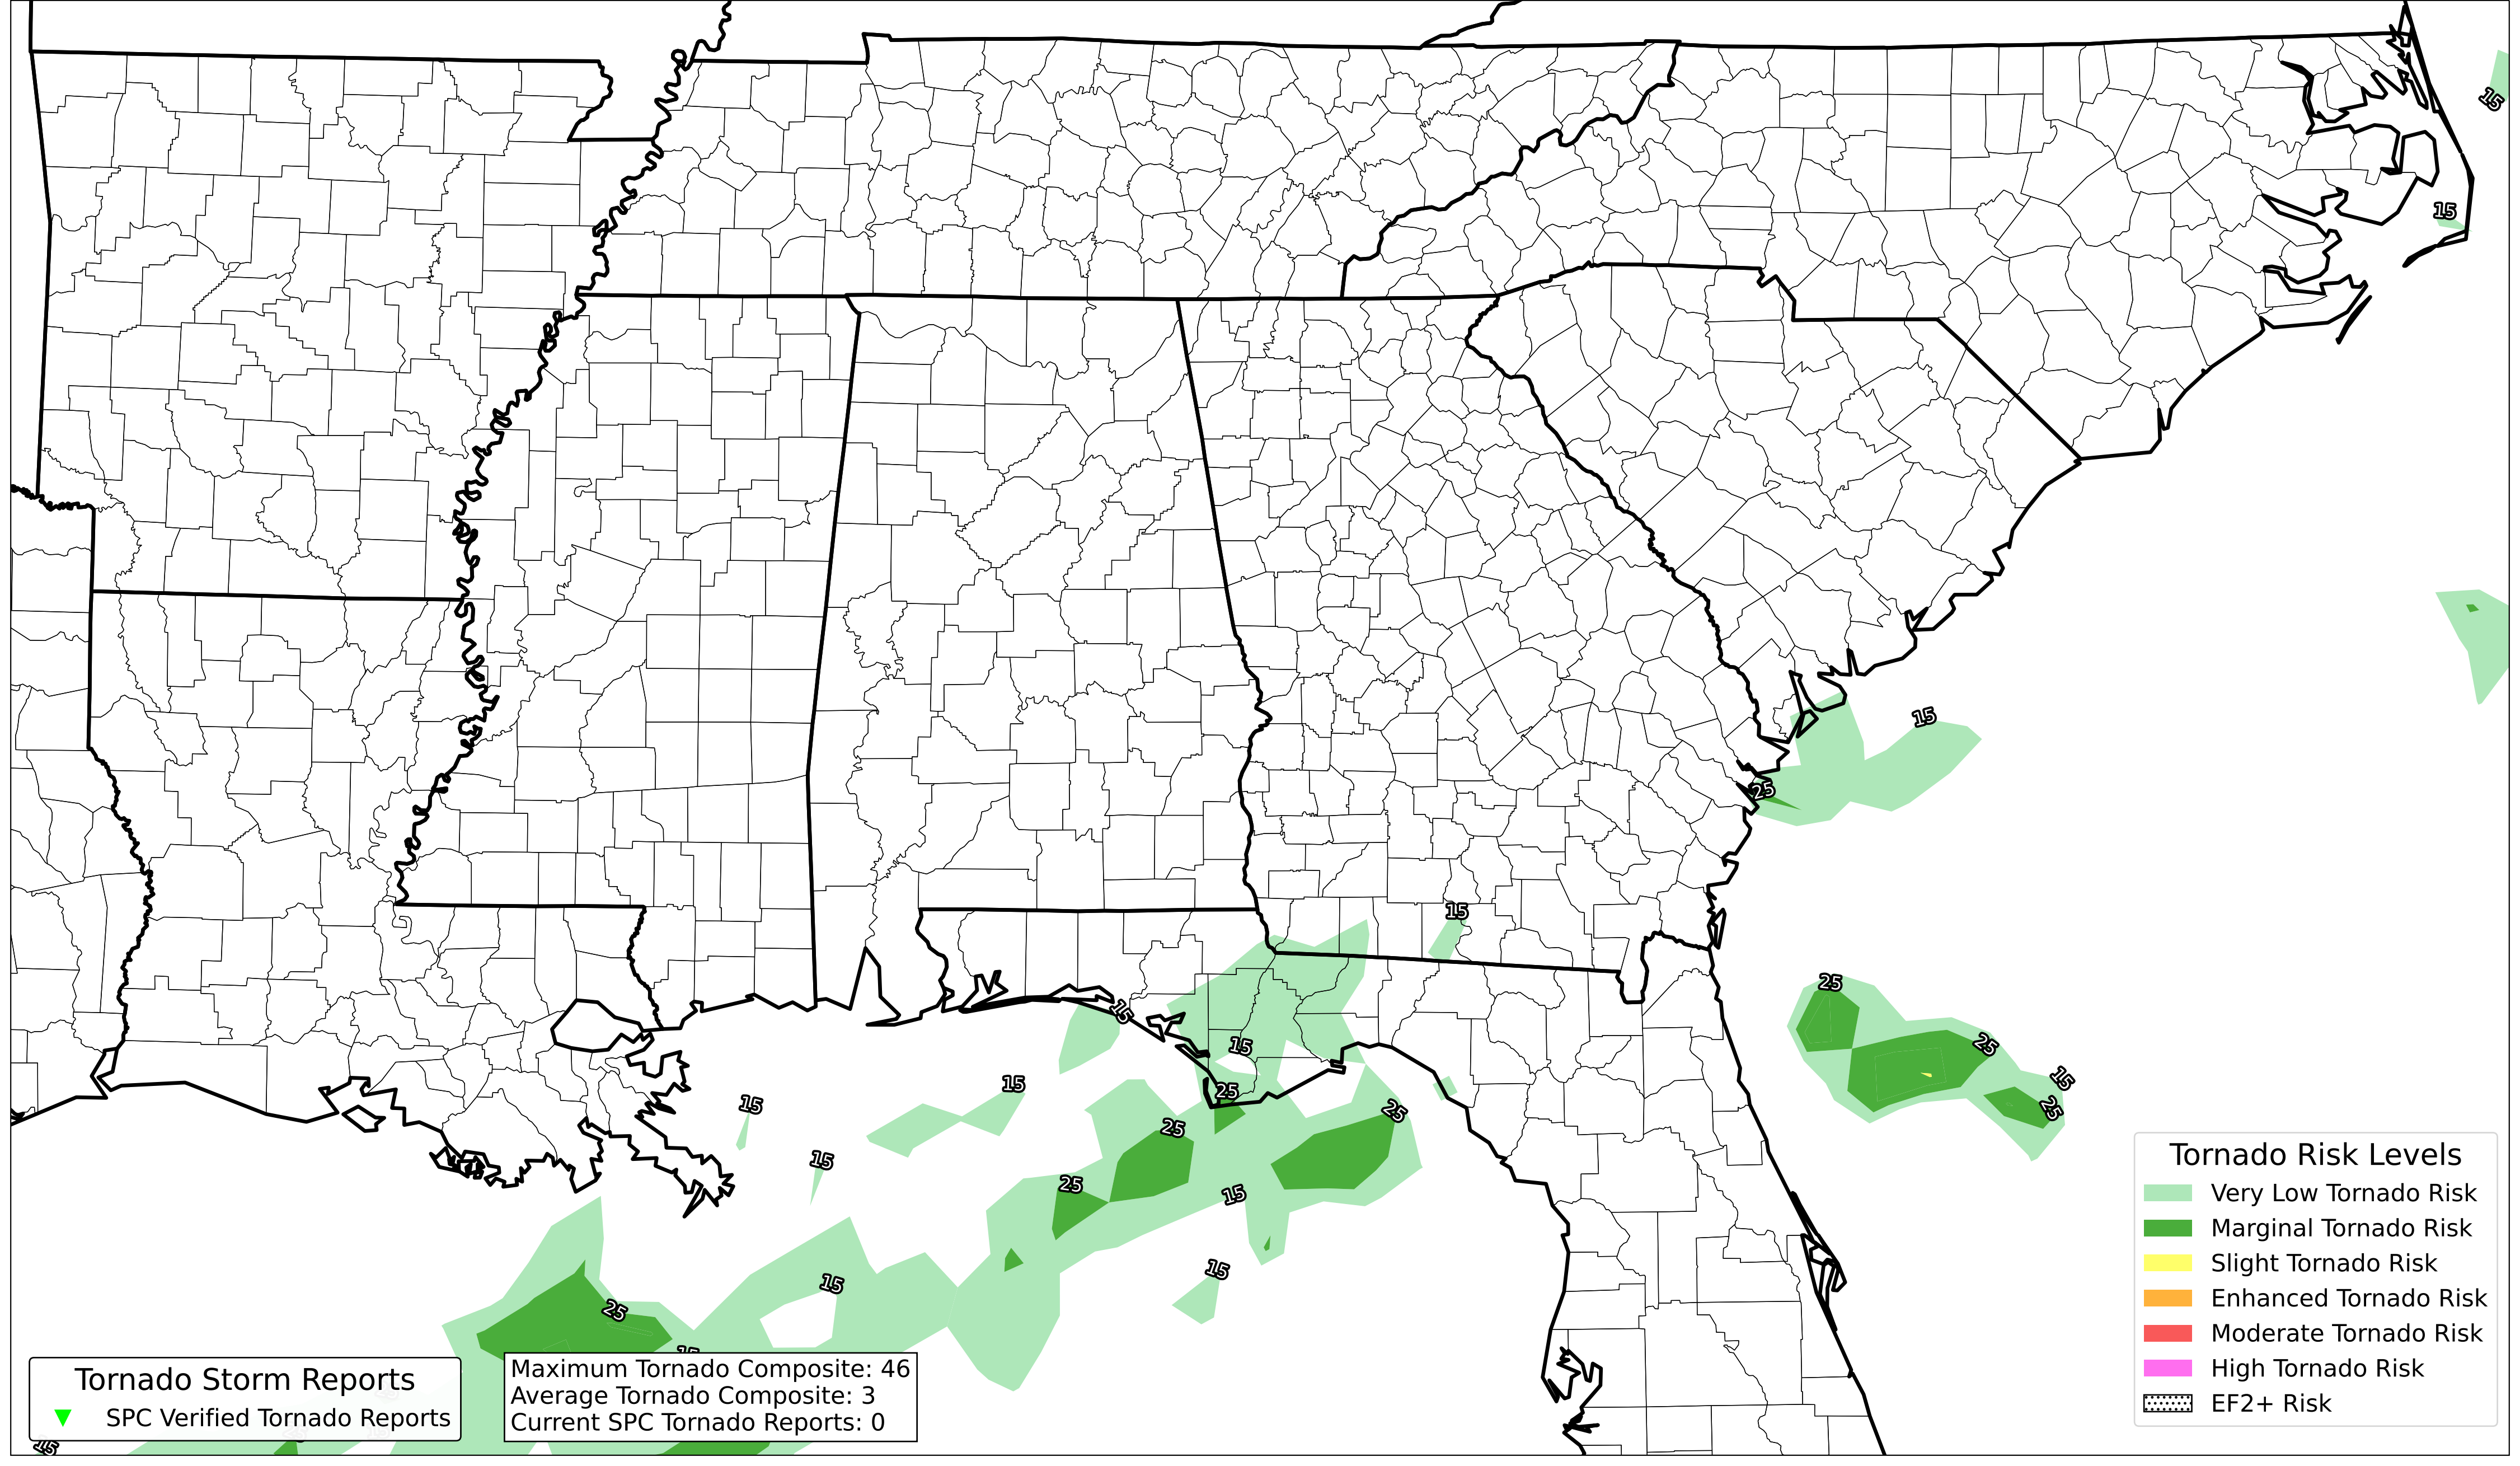 15
15
15
25
15
25
15
25
15
15
25
15
15
25
25
15
25
25
15
15
15
25
15
15
Tornado Risk Levels
Very Low Tornado Risk
Marginal Tornado Risk
Slight Tornado Risk
Enhanced Tornado Risk
Moderate Tornado Risk
High Tornado Risk
EF2+ Risk
Tornado Storm Reports
SPC Verified Tornado Reports
Maximum Tornado Composite: 46
Average Tornado Composite: 3
Current SPC Tornado Reports: 0